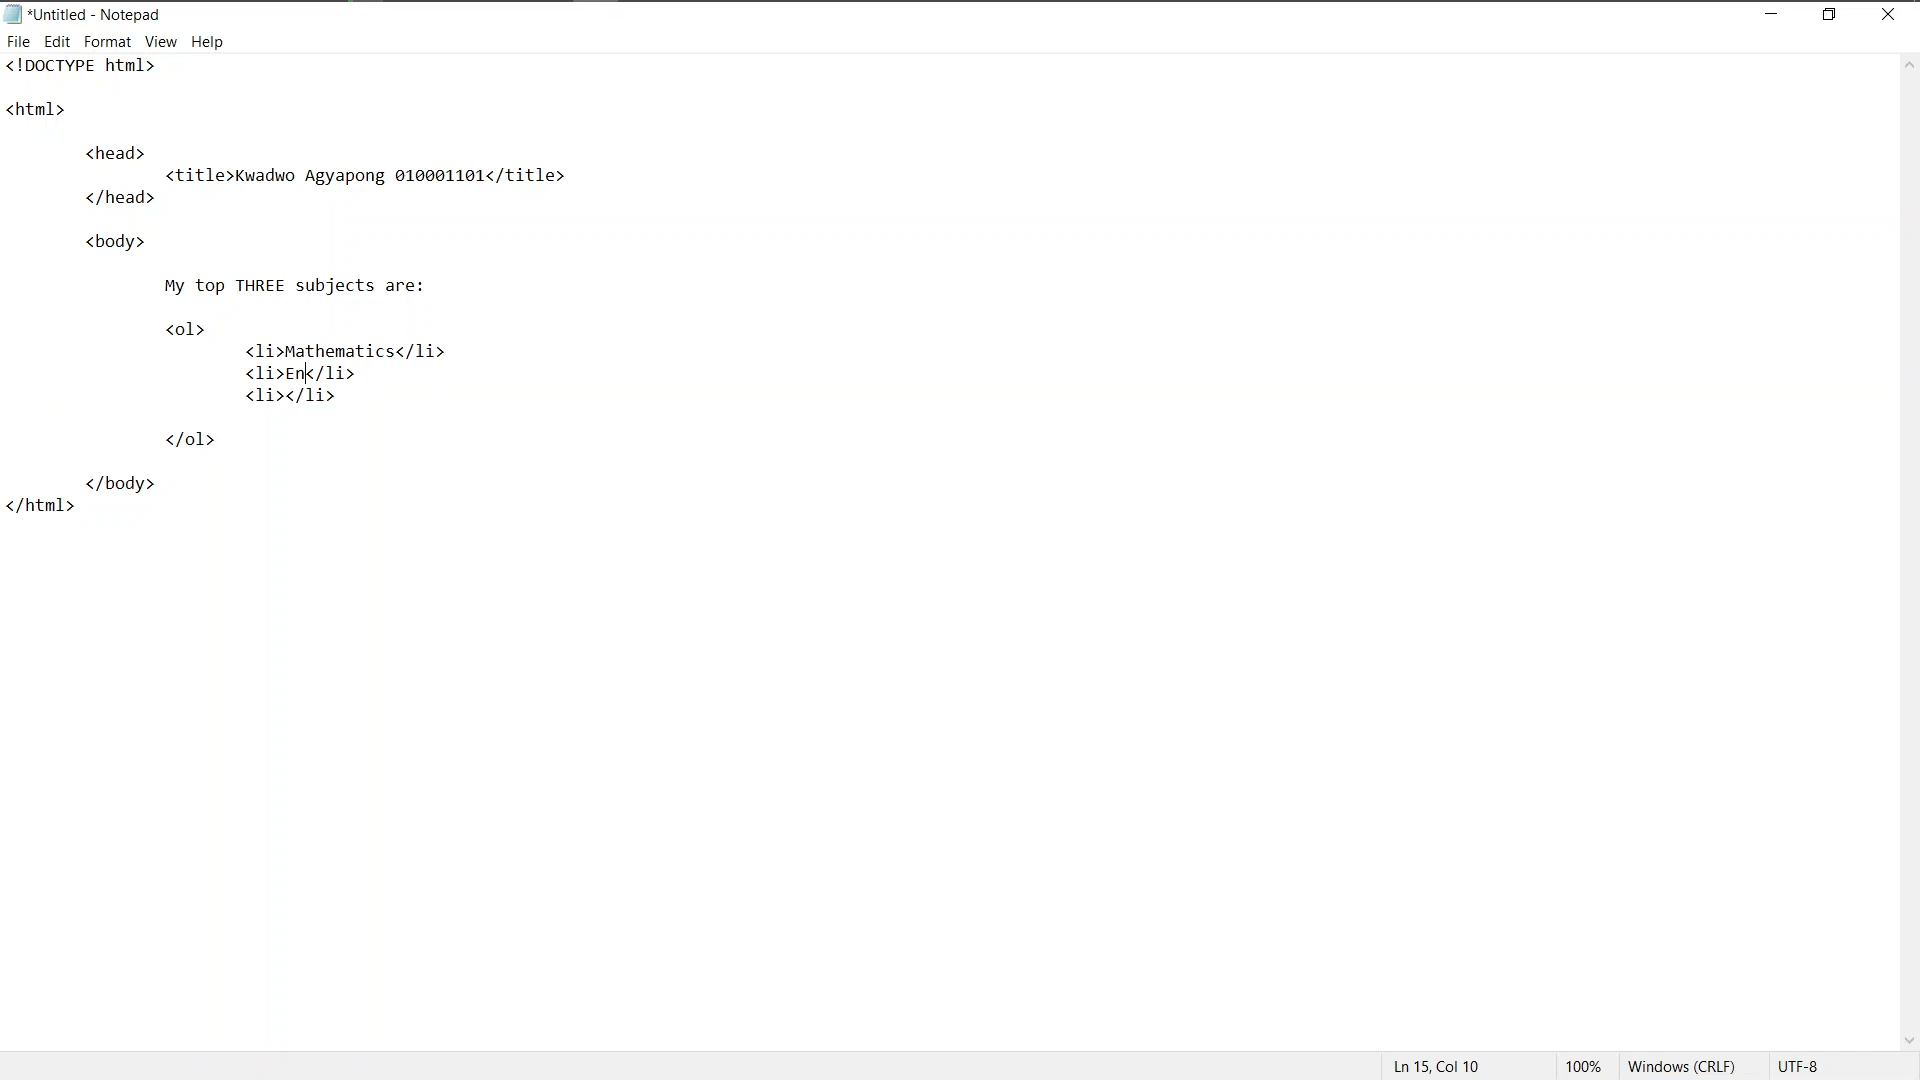 *Untitled - Notepad
File Edit Format View Help
<!DOCTYPE html>
<html>
<head>
<title>Kwadwo Agyapong 010001101</title>
</head>
<body>
My top THREE subjects are:
<ol>
<li>Mathematics</li>
<li>En</li>
<li></li>
</ol>
</body>
</html>
Ln 15, Col 10 100% Windows (CRLF) UTF-8